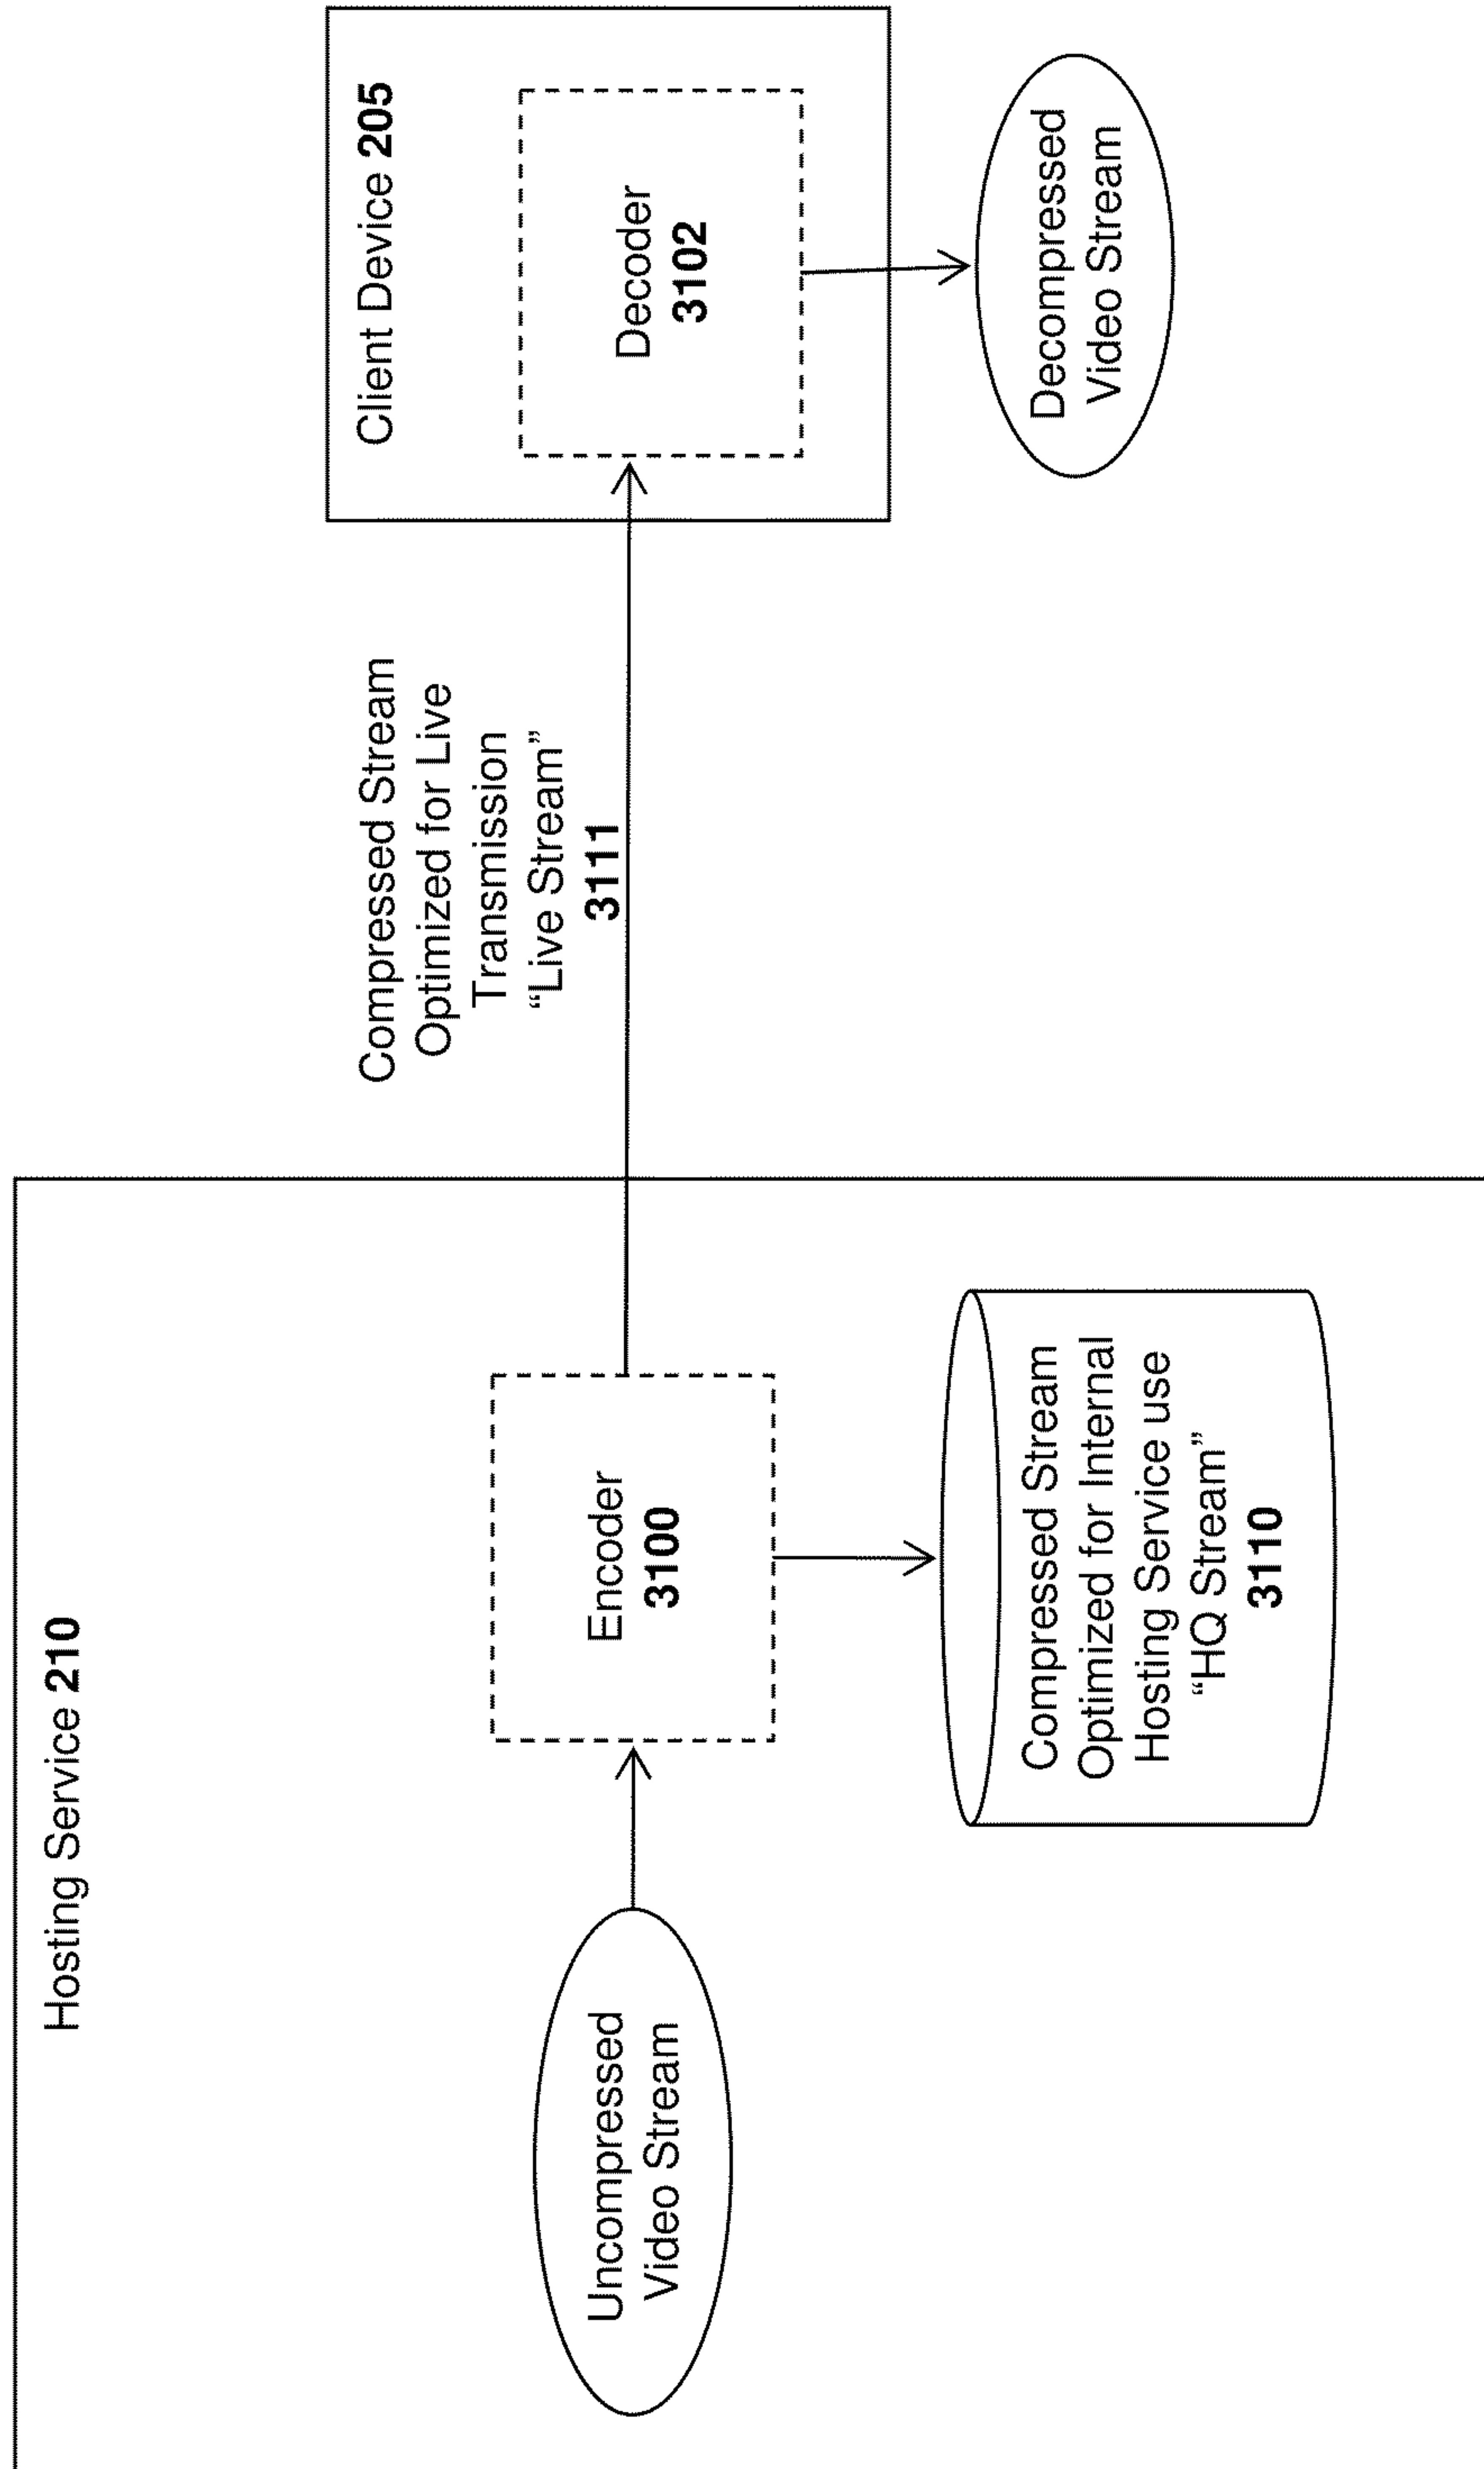 Hosting Service 210
Uncompressed
Video Stream
Encoder
3100
Compressed Stream
Optimized for Internal
Hosting Service use
“HQ Stream”
3110
Compressed Stream
Optimized for Live
Transmission
“Live Stream”
3111
Client Device 205
Decoder
3102
Decompressed
Video Stream